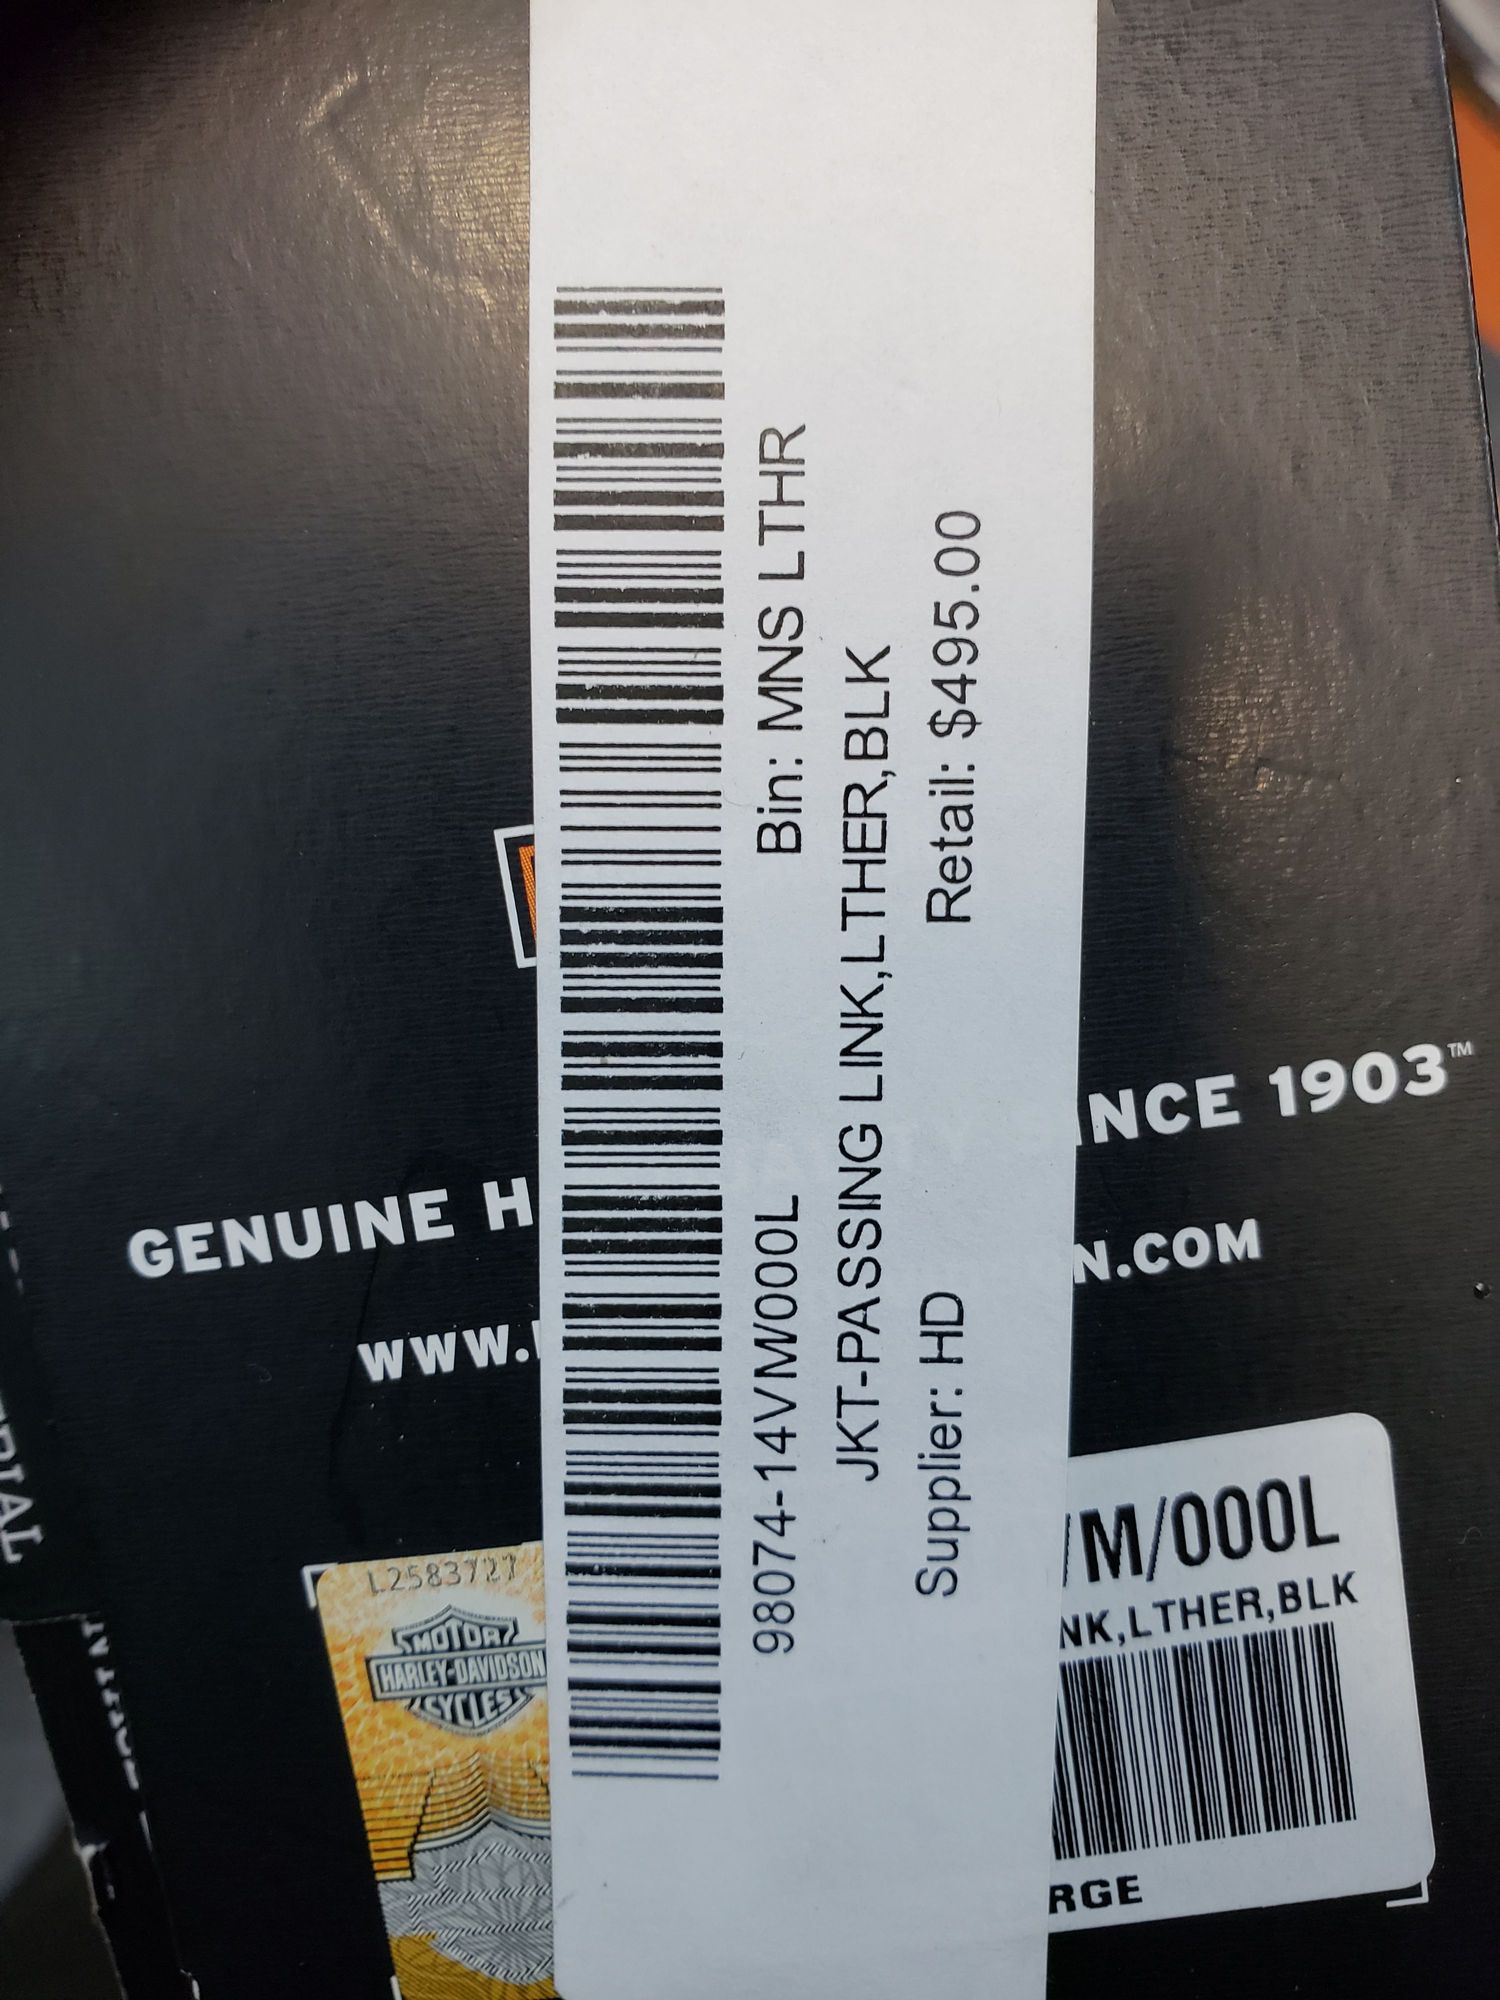 98074-14VM/000L Bin: MNS LTHR
JKT-PASSING LINK,LTHER,BLK
Supplier: HD Retail: $495.00
GENUINE H
INCE 1903™
WWW.
N.COM
L2583727
MOTOR
HARLEY-DAVIDSON
CYCLES
/M/000L
NK,LTHER,BLK
RGE